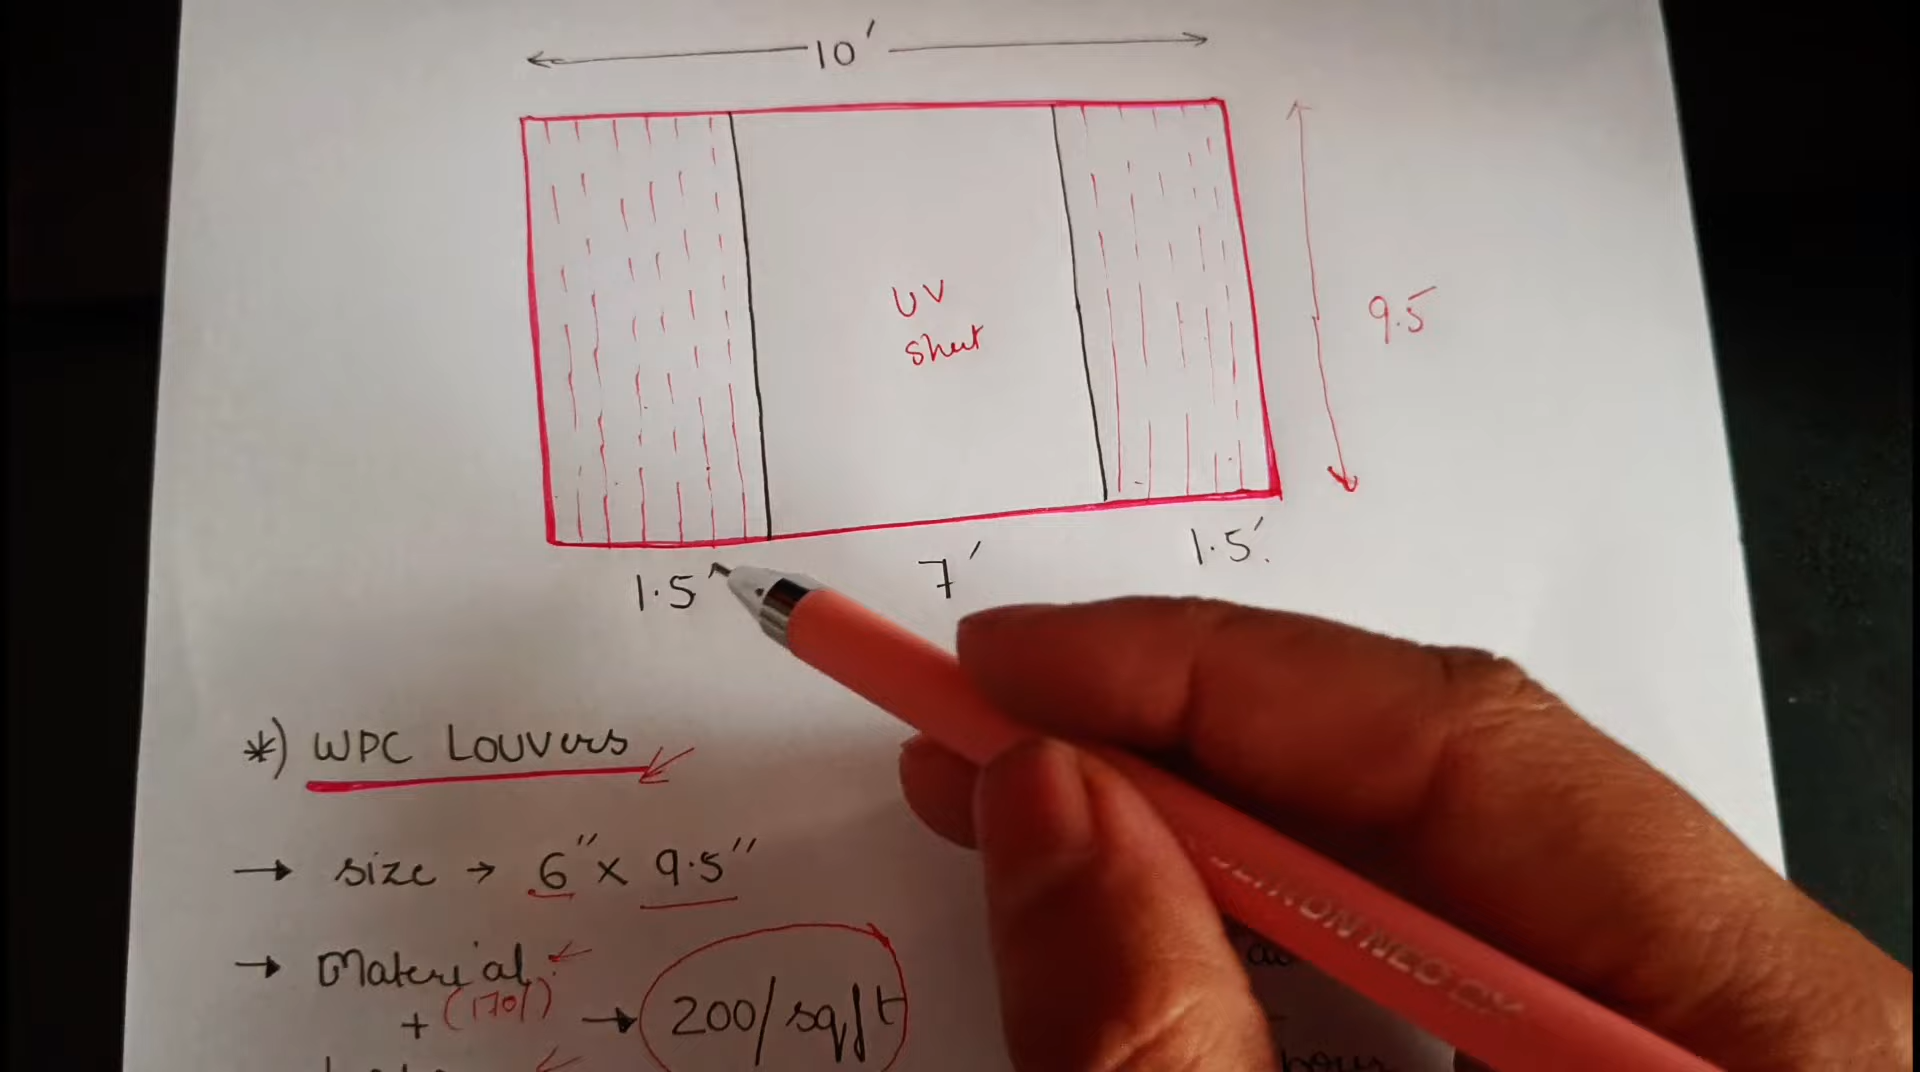 10'
UV
sheet
9.5
1.5'
7'
1.5'.
*) WPC Louvers
→ size → 6" x 9.5"
→ Material
+ (170/) → 200/sqft